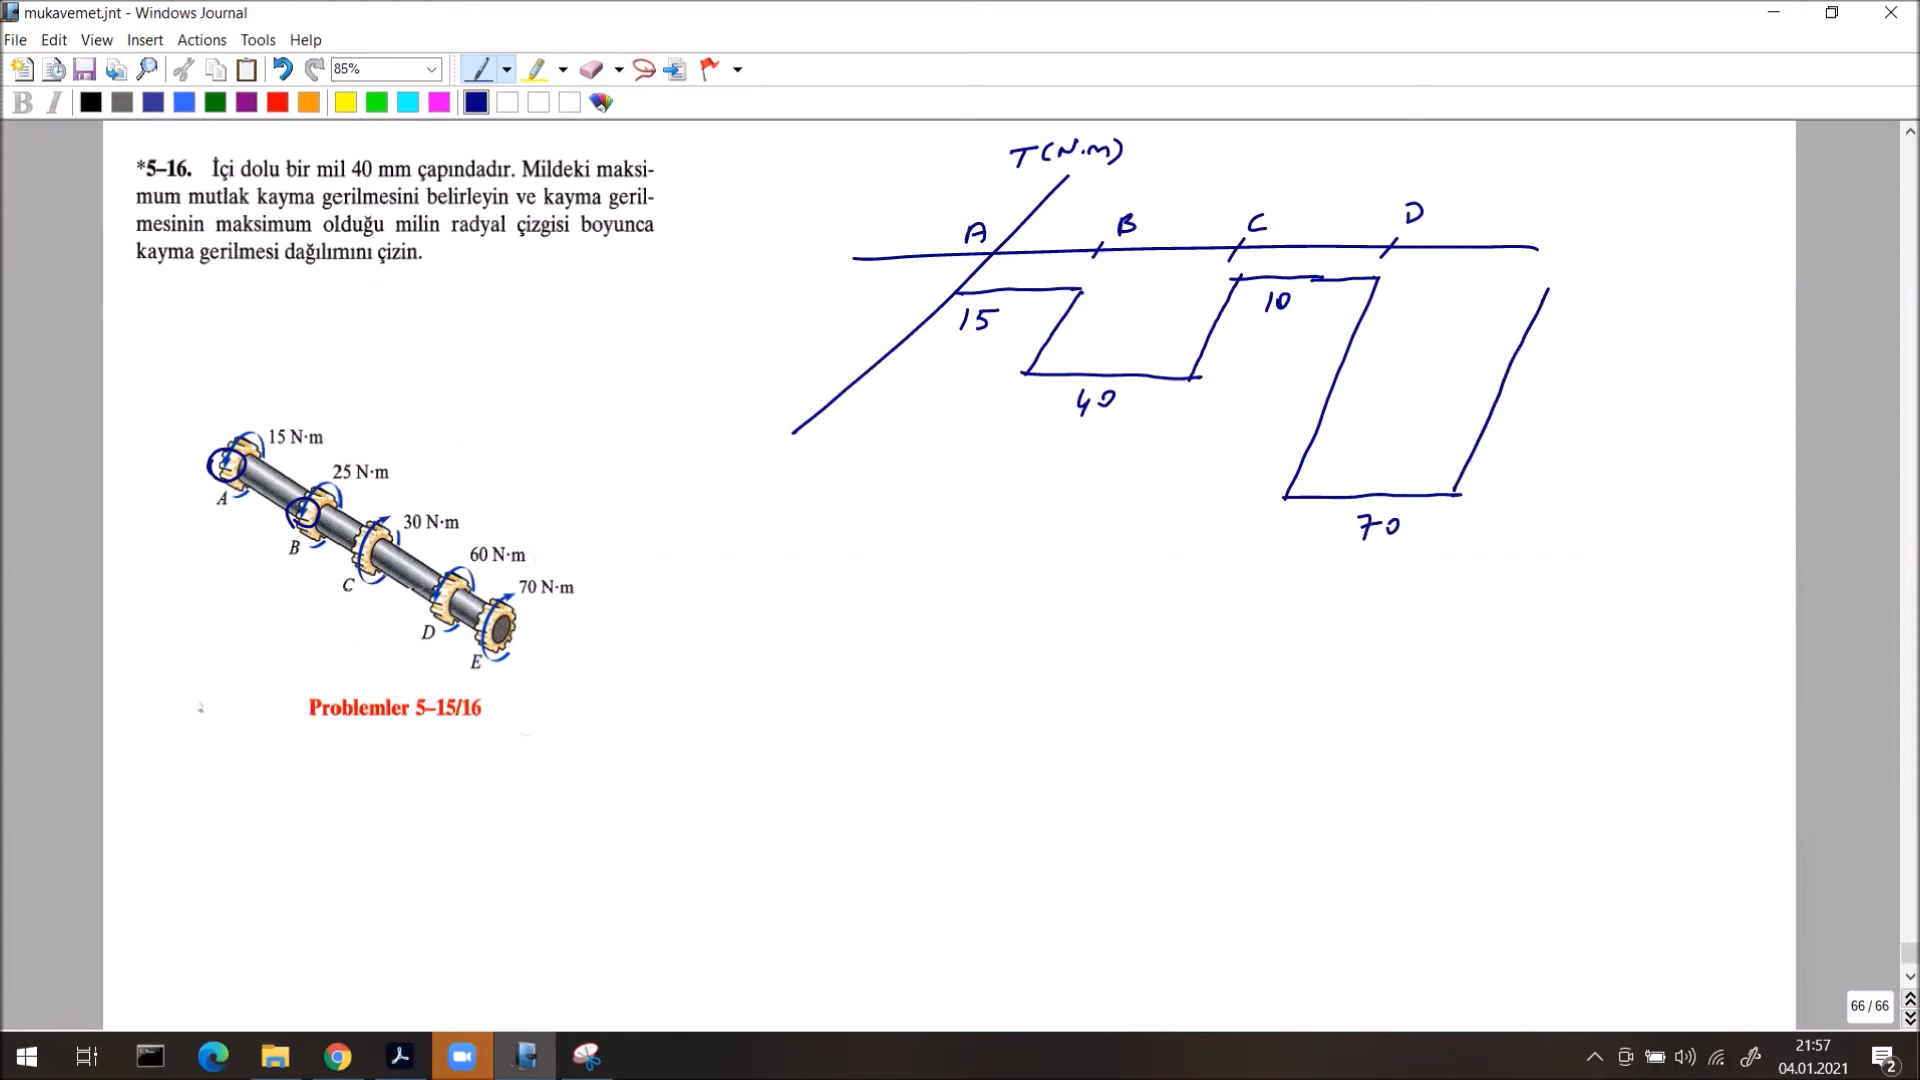 mukavemet.jnt - Windows Journal
File Edit View Insert Actions Tools Help
85%
B I
*5–16. İçi dolu bir mil 40 mm çapındadır. Mildeki maksi-
mum mutlak kayma gerilmesini belirleyin ve kayma geril-
mesinin maksimum olduğu milin radyal çizgisi boyunca
kayma gerilmesi dağılımını çizin.
T(N.m)
A B C D
15
10
40
70
15 N·m
25 N·m
A
30 N·m
B
60 N·m
C
70 N·m
D
E
Problemler 5–15/16
66 / 66
21:57
04.01.2021
2